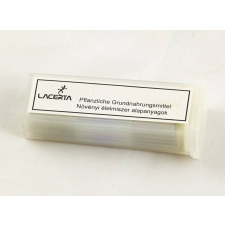 LACERTA
Pflanzliche Grundnahrungsmittel
Növényi élelmiszer alapanyagok